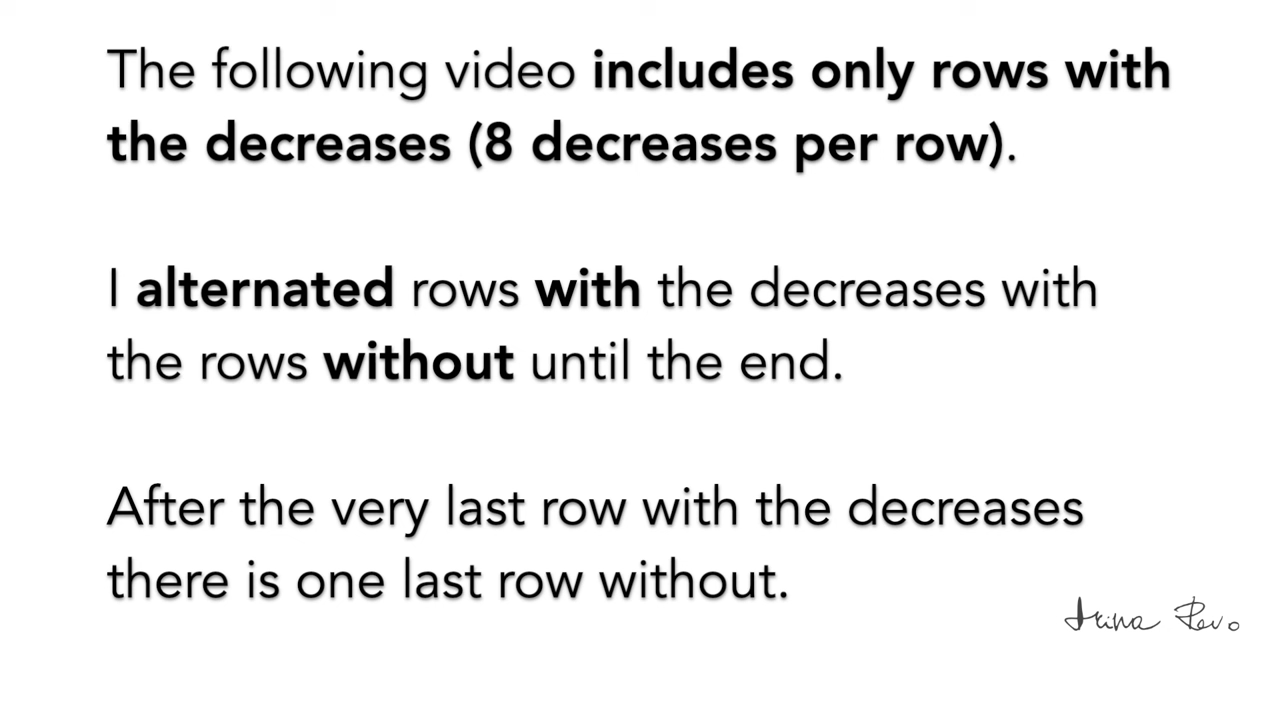 The following video includes only rows with
the decreases (8 decreases per row).
I alternated rows with the decreases with
the rows without until the end.
After the very last row with the decreases
there is one last row without.
Irina